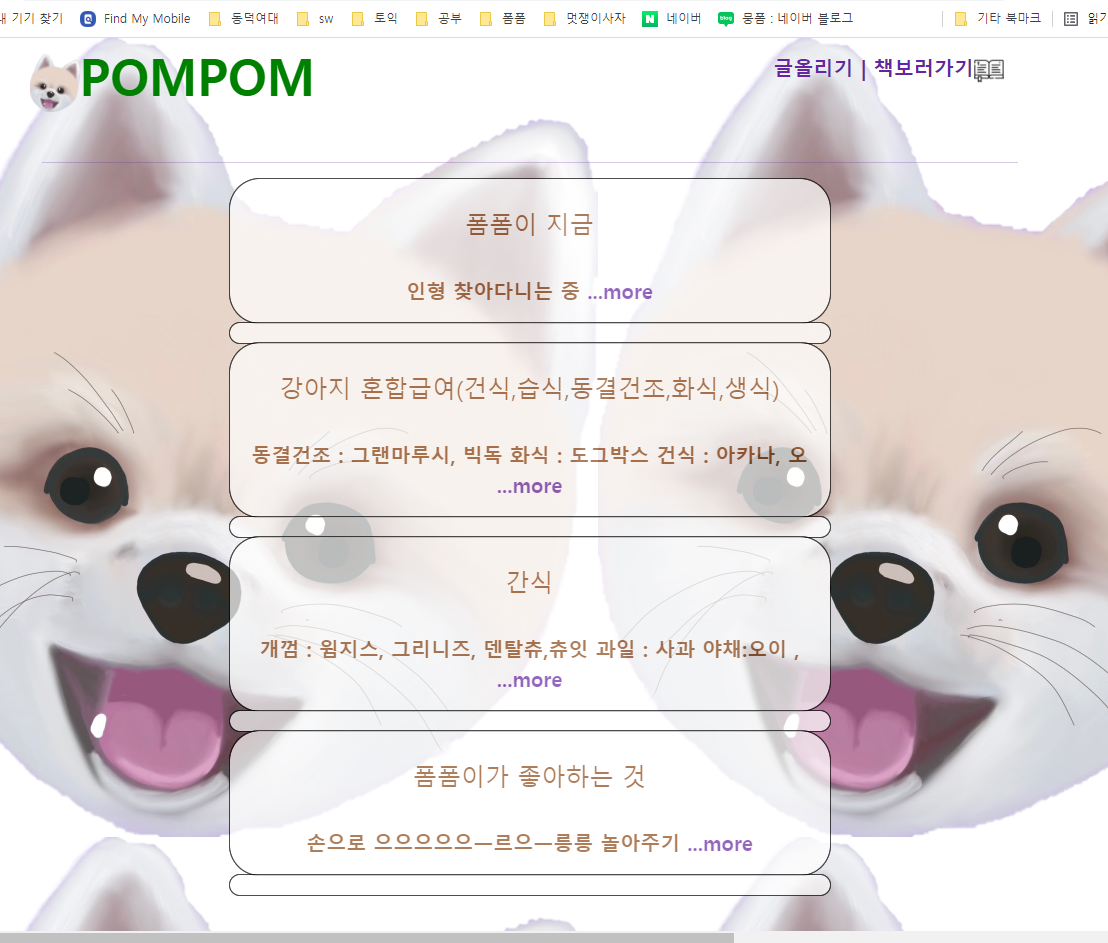 내 기기 찾기 Find My Mobile 동덕여대 sw 토익 공부 폼폼 멋쟁이사자 네이버 뭉폼 : 네이버 블로그 기타 북마크
POMPOM
글올리기 | 책보러가기
폼폼이 지금
인형 찾아다니는 중 ...more
강아지 혼합급여(건식,습식,동결건조,화식,생식)
동결건조 : 그랜마루시, 빅독 화식 : 도그박스 건식 : 아카나, 오
...more
간식
개껌 : 윔지스, 그리니즈, 덴탈츄,츄잇 과일 : 사과 야채:오이 ,
...more
폼폼이가 좋아하는 것
손으로 으으으으으ㅡ르으ㅡ릉릉 놀아주기 ...more